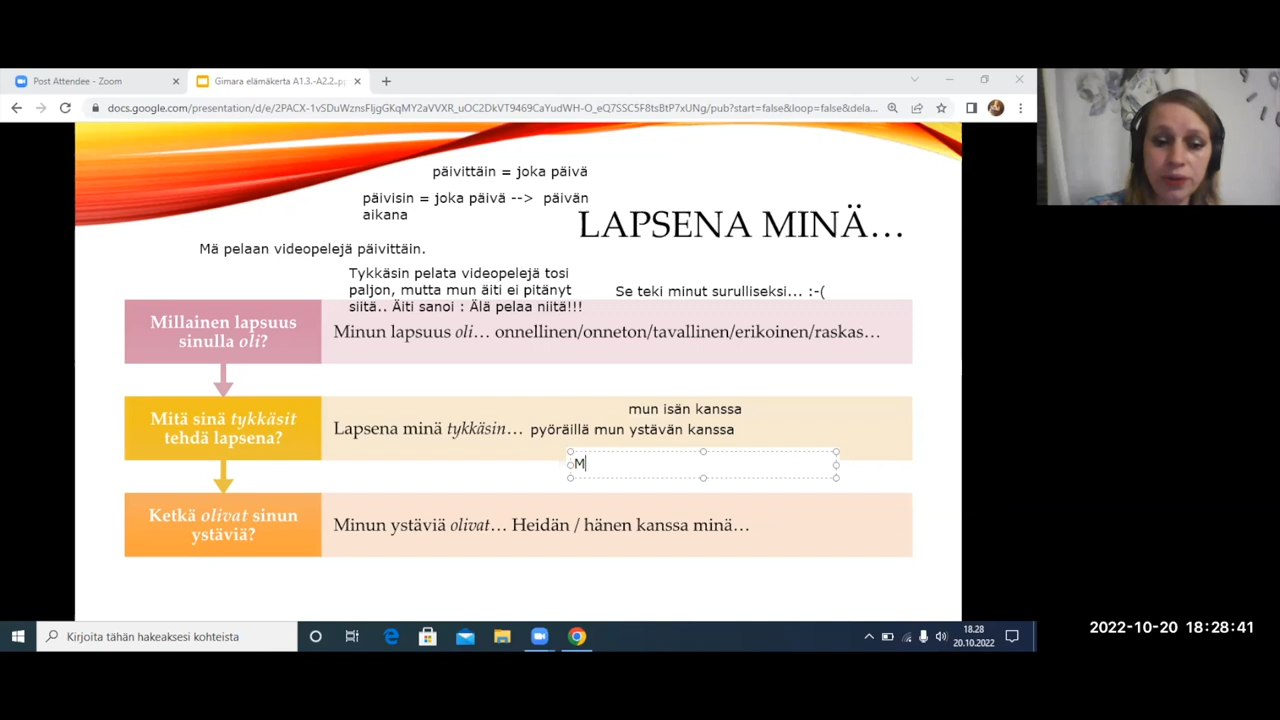 Post Attendee - Zoom
Gimara elämäkerta A1.3.-A2.2..pp
docs.google.com/presentation/d/e/2PACX-1vSDuWznsFIjgGKqMY2aVVXR_uOC2DkVT9469CaYudWH-O_eQ7SSC5F8tsBtP7xUNg/pub?start=false&loop=false&dela...
päivittäin = joka päivä
päivisin = joka päivä --> päivän
aikana
LAPSENA MINÄ...
Mä pelaan videopelejä päivittäin.
Tykkäsin pelata videopelejä tosi
paljon, mutta mun äiti ei pitänyt
siitä.. Äiti sanoi : Älä pelaa niitä!!!
Se teki minut surulliseksi... :-(
Millainen lapsuus
sinulla oli?
Minun lapsuus oli... onnellinen/onneton/tavallinen/erikoinen/raskas...
Mitä sinä tykkäsit
tehdä lapsena?
mun isän kanssa
Lapsena minä tykkäsin... pyöräillä mun ystävän kanssa
M
Ketkä olivat sinun
ystäviä?
Minun ystäviä olivat... Heidän / hänen kanssa minä...
Kirjoita tähän hakeaksesi kohteista
18.28
20.10.2022
2022-10-20 18:28:41